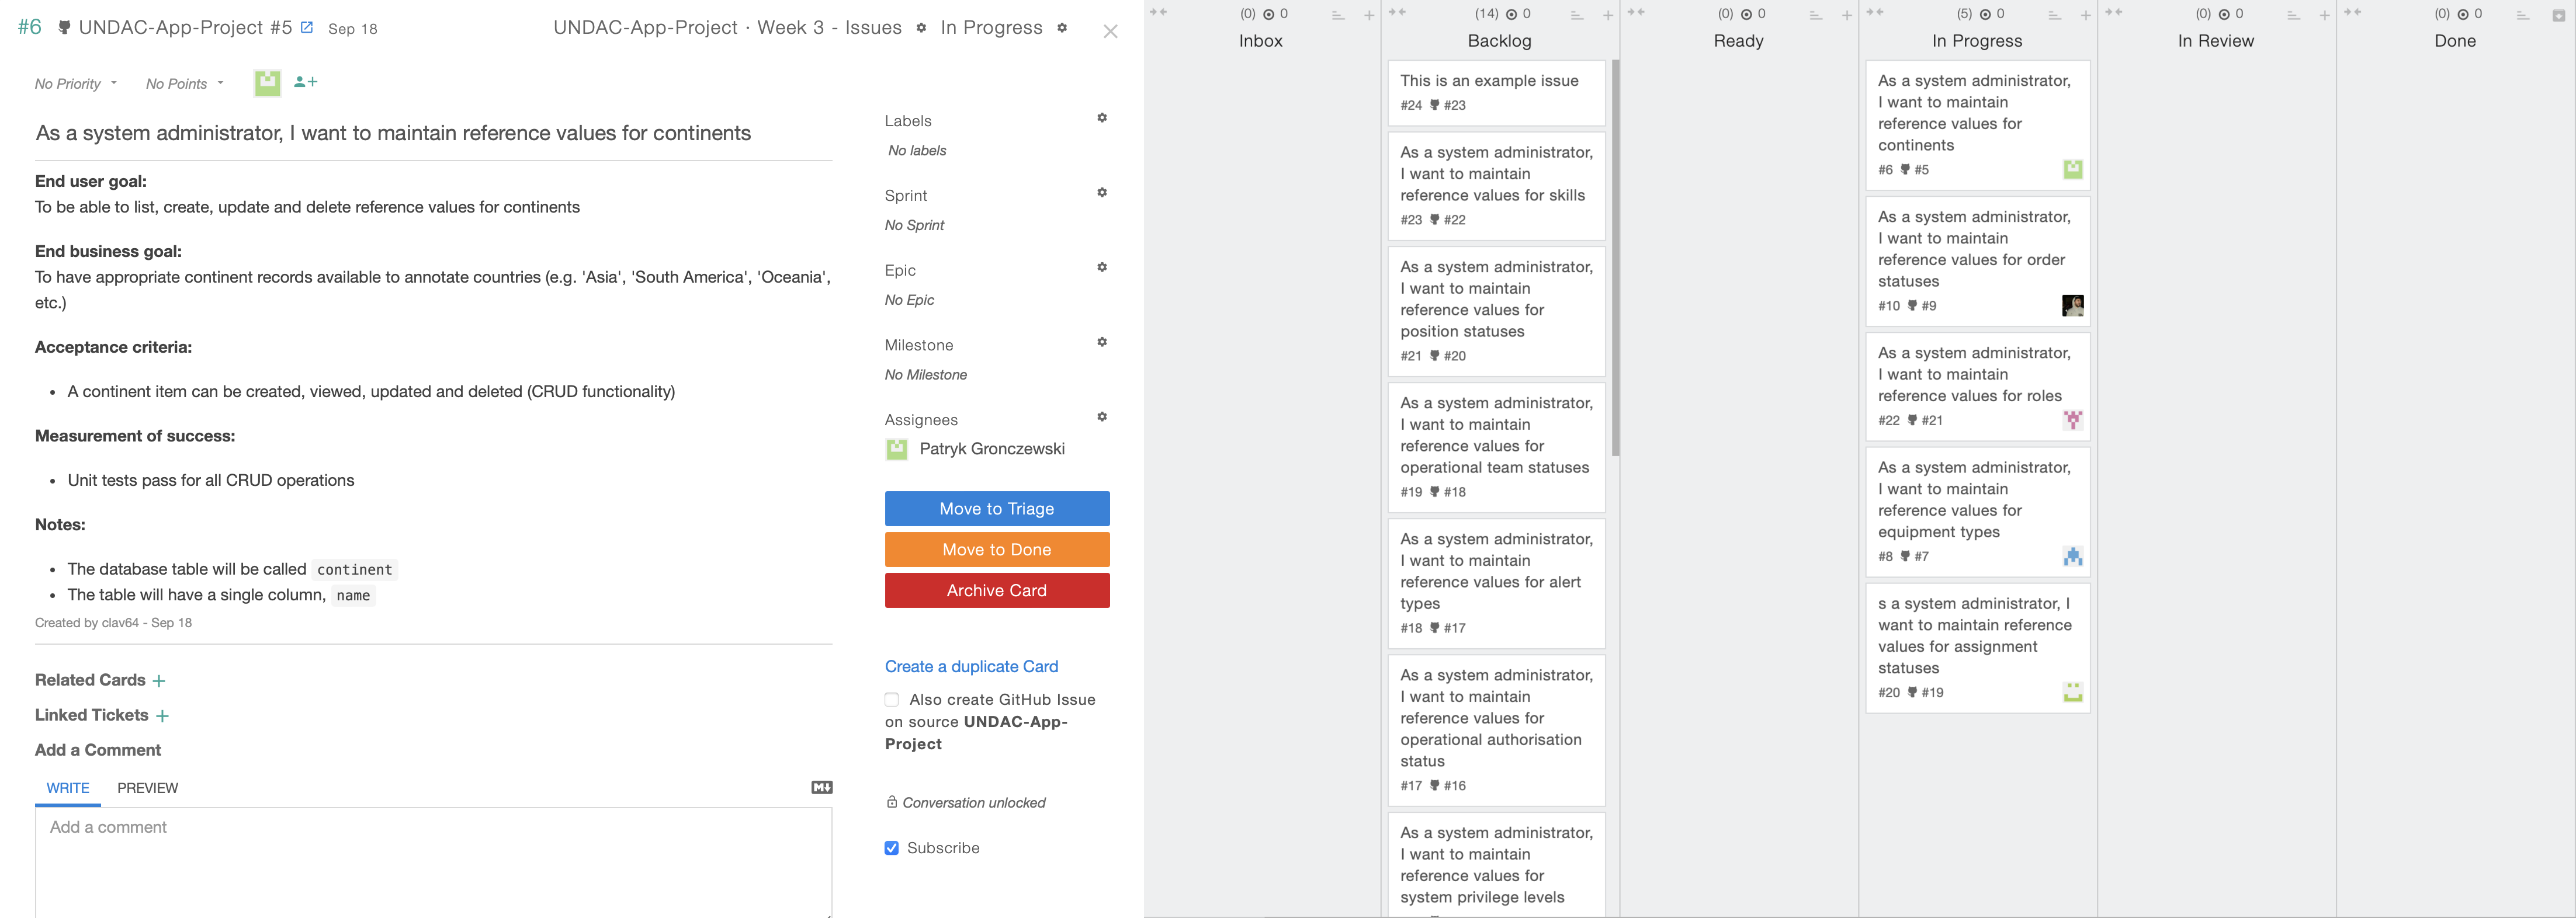 #6 UNDAC-App-Project #5 Sep 18
UNDAC-App-Project · Week 3 - Issues In Progress
No Priority No Points
As a system administrator, I want to maintain reference values for continents
End user goal:
To be able to list, create, update and delete reference values for continents
End business goal:
To have appropriate continent records available to annotate countries (e.g. 'Asia', 'South America', 'Oceania',
etc.)
Acceptance criteria:
• A continent item can be created, viewed, updated and deleted (CRUD functionality)
Measurement of success:
• Unit tests pass for all CRUD operations
Notes:
• The database table will be called continent
• The table will have a single column, name
Created by clav64 - Sep 18
Related Cards +
Linked Tickets +
Add a Comment
WRITE PREVIEW
Add a comment
Labels
No labels
Sprint
No Sprint
Epic
No Epic
Milestone
No Milestone
Assignees
Patryk Gronczewski
Move to Triage
Move to Done
Archive Card
Create a duplicate Card
Also create GitHub Issue
on source UNDAC-App-
Project
Conversation unlocked
Subscribe
(0) 0
Inbox
(14) 0
Backlog
This is an example issue
#24 #23
As a system administrator,
I want to maintain
reference values for skills
#23 #22
As a system administrator,
I want to maintain
reference values for
position statuses
#21 #20
As a system administrator,
I want to maintain
reference values for
operational team statuses
#19 #18
As a system administrator,
I want to maintain
reference values for alert
types
#18 #17
As a system administrator,
I want to maintain
reference values for
operational authorisation
status
#17 #16
As a system administrator,
I want to maintain
reference values for
system privilege levels
(0) 0
Ready
(5) 0
In Progress
As a system administrator,
I want to maintain
reference values for
continents
#6 #5
As a system administrator,
I want to maintain
reference values for order
statuses
#10 #9
As a system administrator,
I want to maintain
reference values for roles
#22 #21
As a system administrator,
I want to maintain
reference values for
equipment types
#8 #7
s a system administrator, I
want to maintain reference
values for assignment
statuses
#20 #19
(0) 0
In Review
(0) 0
Done